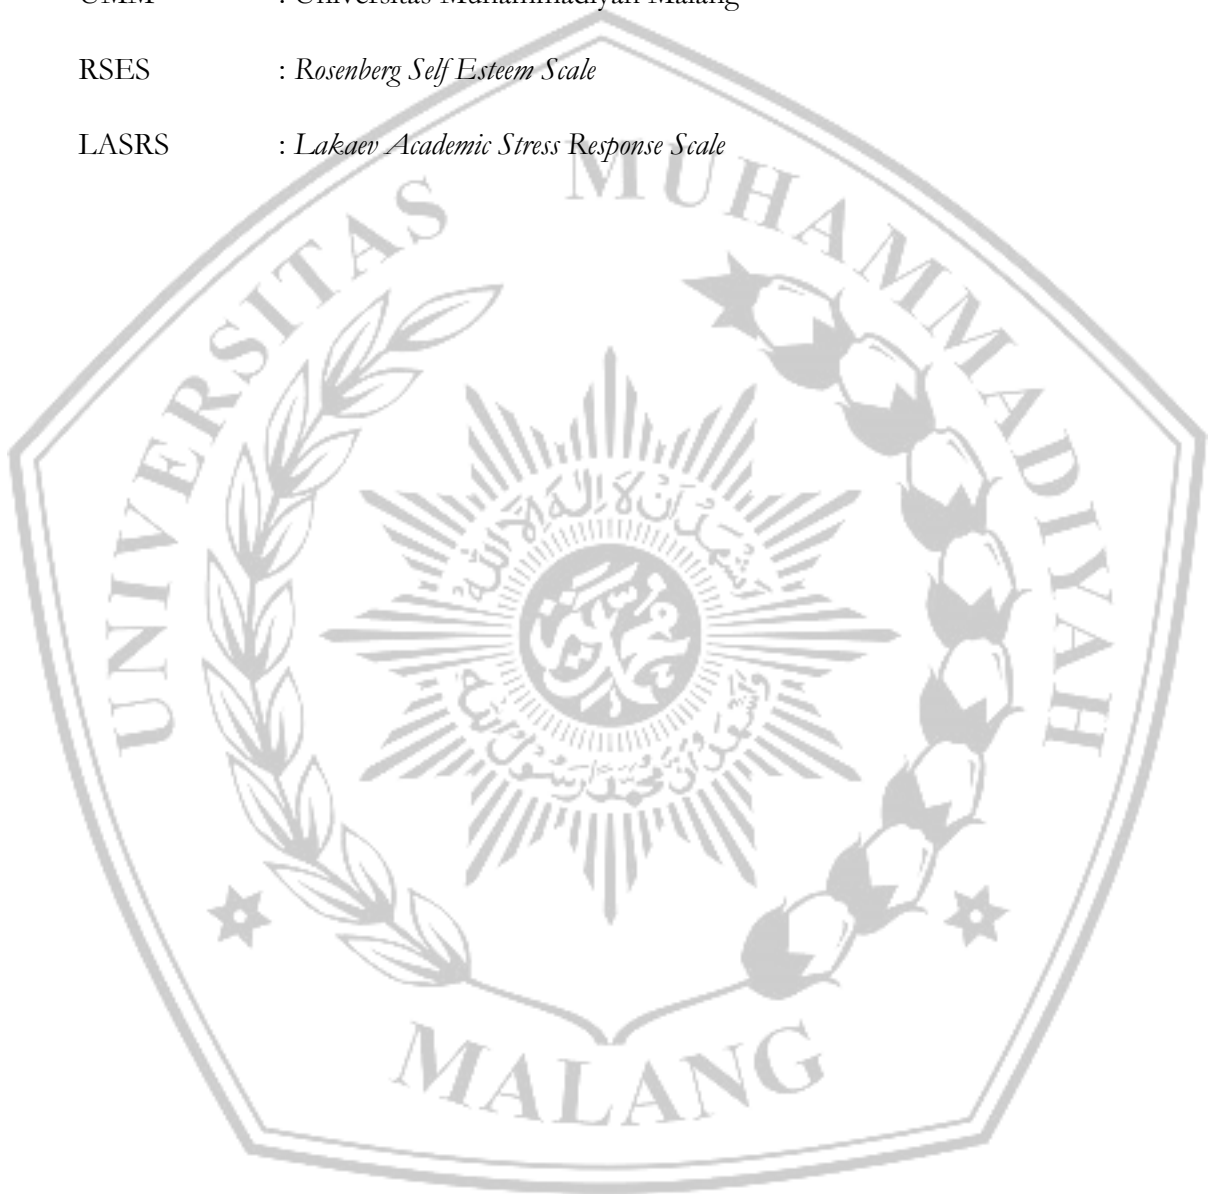 UMM : Universitas Muhammadiyah Malang
RSES : Rosenberg Self Esteem Scale
LASRS : Lakaev Academic Stress Response Scale
UNIVERSITAS MUHAMMADIYAH
MALANG